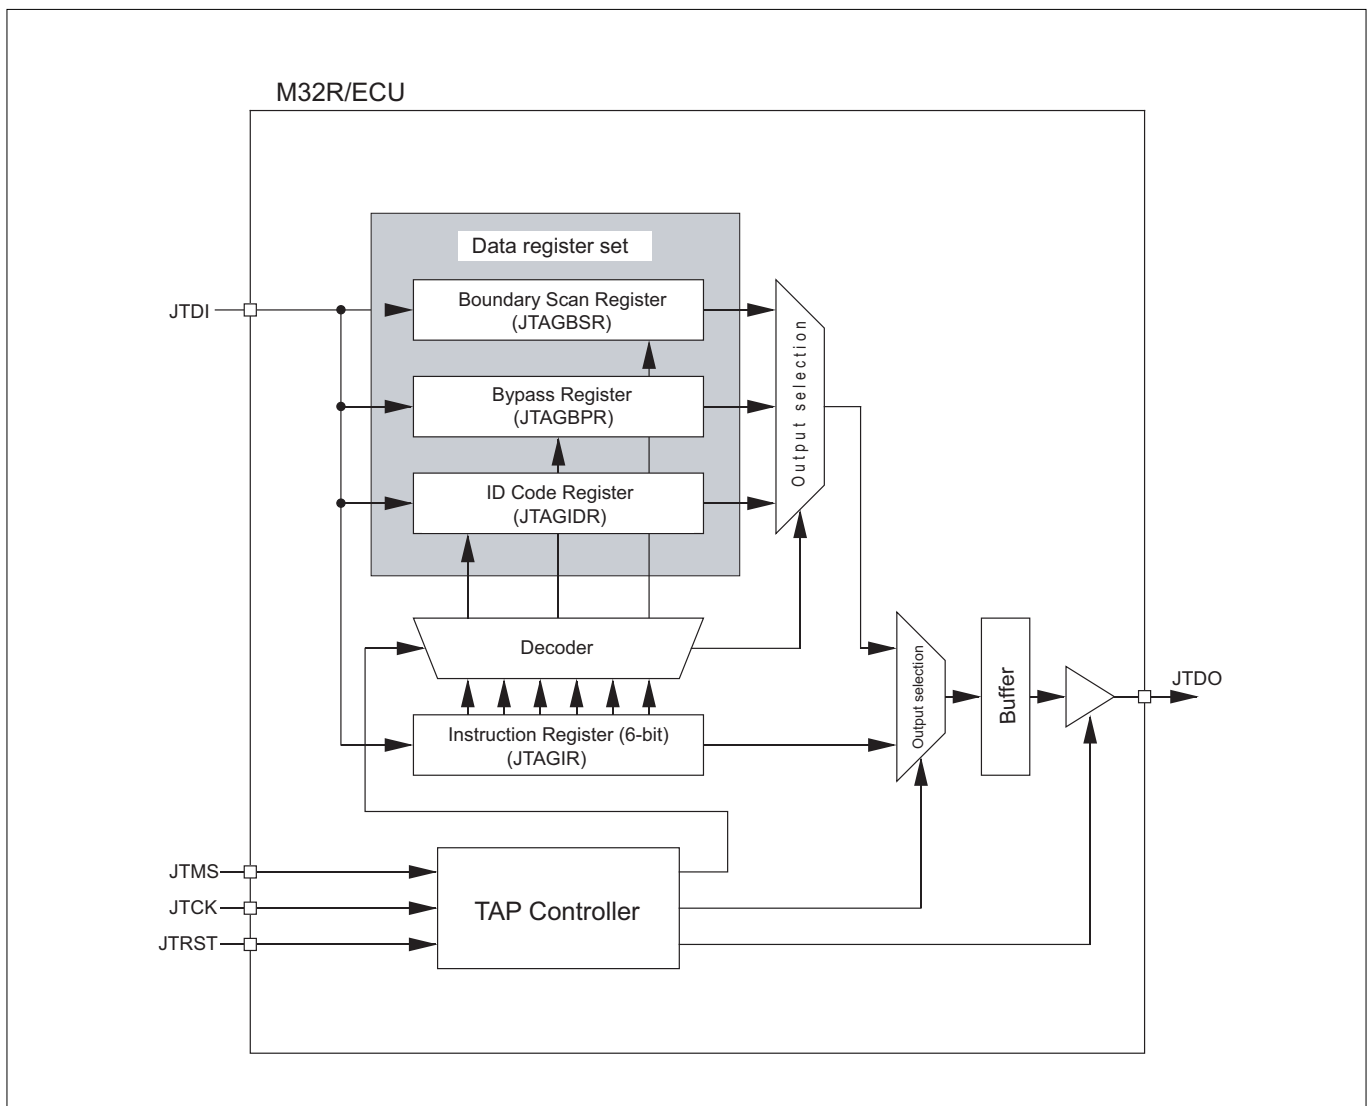 M32R/ECU
Data register set
JTDI
Boundary Scan Register
(JTAGBSR)
Bypass Register
(JTAGBPR)
ID Code Register
(JTAGIDR)
Output selection
Decoder
Instruction Register (6-bit)
(JTAGIR)
Output selection
Buffer
JTDO
JTMS
JTCK
JTRST
TAP Controller